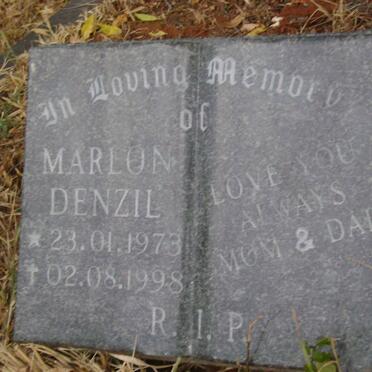 In Loving Memory
of
MARLON
DENZIL
* 23.01.1973
† 02.08.1998
LOVE YOU
ALWAYS
MOM & DAD
R.I.P.